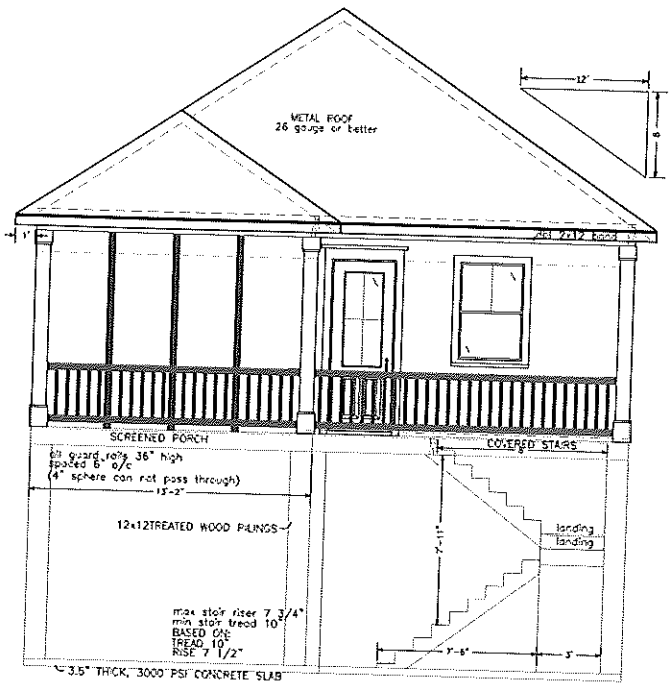 12"
8
METAL ROOF
26 gauge or better
1'
dbl 2x12 band
SCREENED PORCH
COVERED STAIRS
all guard rails 36" high
spaced 6" o/c
(4" sphere can not pass through)
13'-2"
12x12TREATED WOOD PILINGS
7'-11"
landing
landing
max stair riser 7 3/4"
min stair tread 10"
BASED ON:
TREAD 10"
RISE 7 1/2"
7'-6"
3'
3.5" THICK, 3000 PSI CONCRETE SLAB